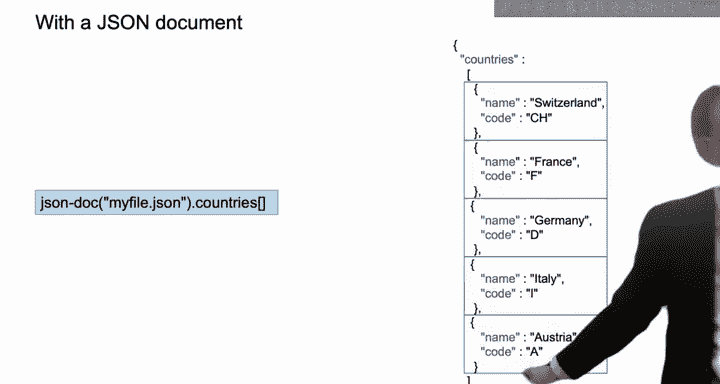 With a JSON document
json-doc("myfile.json").countries[]
{
"countries" :
[
{
"name" : "Switzerland",
"code" : "CH"
},
{
"name" : "France",
"code" : "F"
},
{
"name" : "Germany",
"code" : "D"
},
{
"name" : "Italy",
"code" : "I"
},
{
"name" : "Austria"
"code" : "A"
}
]